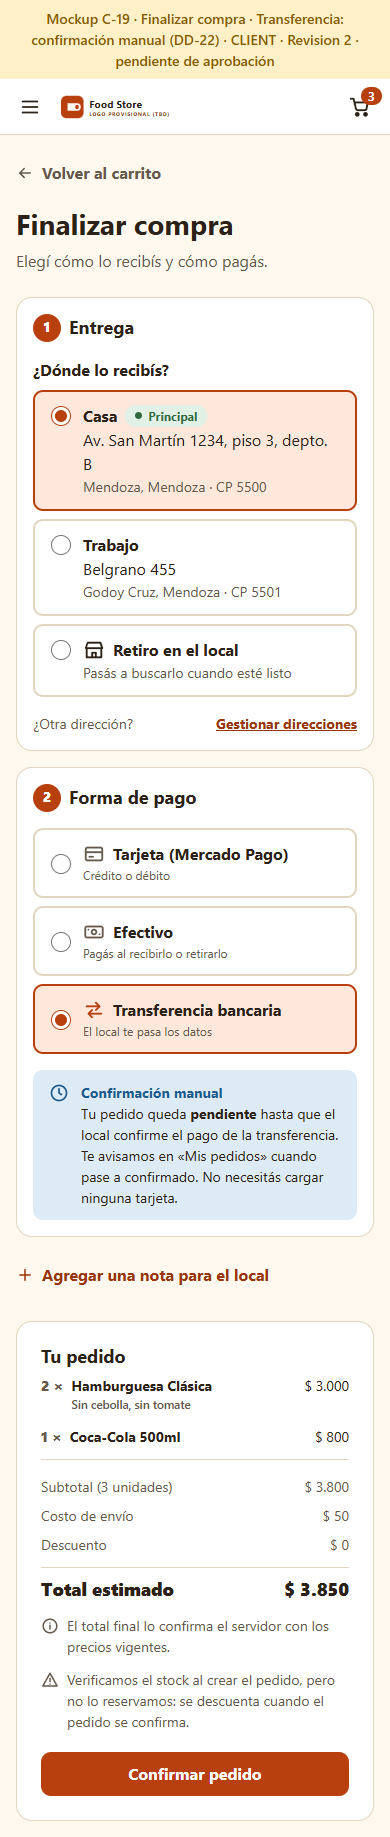 Mockup C-19 · Finalizar compra · Transferencia:
confirmación manual (DD-22) · CLIENT · Revision 2 ·
pendiente de aprobación
Food Store
LOGO PROVISIONAL (TBD)
3
Volver al carrito
Finalizar compra
Elegí cómo lo recibís y cómo pagás.
1 Entrega
¿Dónde lo recibís?
Casa Principal
Av. San Martín 1234, piso 3, depto.
B
Mendoza, Mendoza · CP 5500
Trabajo
Belgrano 455
Godoy Cruz, Mendoza · CP 5501
Retiro en el local
Pasás a buscarlo cuando esté listo
¿Otra dirección? Gestionar direcciones
2 Forma de pago
Tarjeta (Mercado Pago)
Crédito o débito
Efectivo
Pagás al recibirlo o retirarlo
Transferencia bancaria
El local te pasa los datos
Confirmación manual
Tu pedido queda pendiente hasta que el
local confirme el pago de la transferencia.
Te avisamos en «Mis pedidos» cuando
pase a confirmado. No necesitás cargar
ninguna tarjeta.
Agregar una nota para el local
Tu pedido
2 × Hamburguesa Clásica $ 3.000
Sin cebolla, sin tomate
1 × Coca-Cola 500ml $ 800
Subtotal (3 unidades) $ 3.800
Costo de envío $ 50
Descuento $ 0
Total estimado $ 3.850
El total final lo confirma el servidor con los
precios vigentes.
Verificamos el stock al crear el pedido, pero
no lo reservamos: se descuenta cuando el
pedido se confirma.
Confirmar pedido